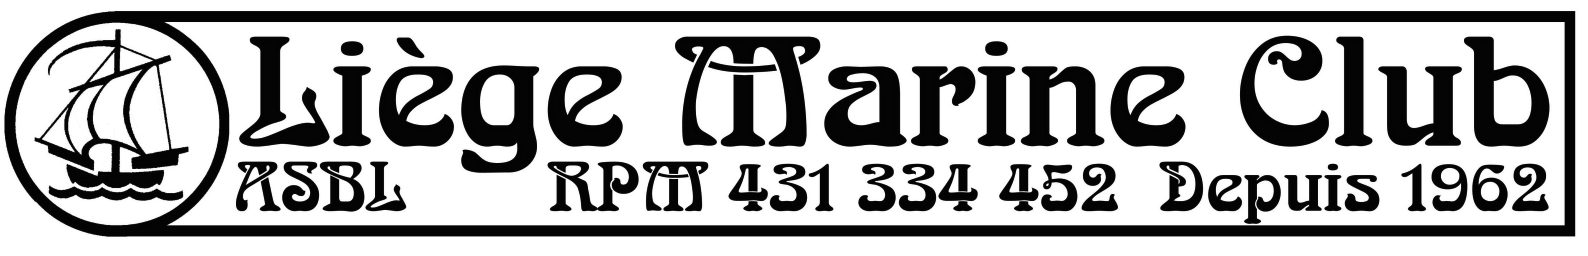 Liège Marine Club
ASBL RPM 431 334 452 Depuis 1962